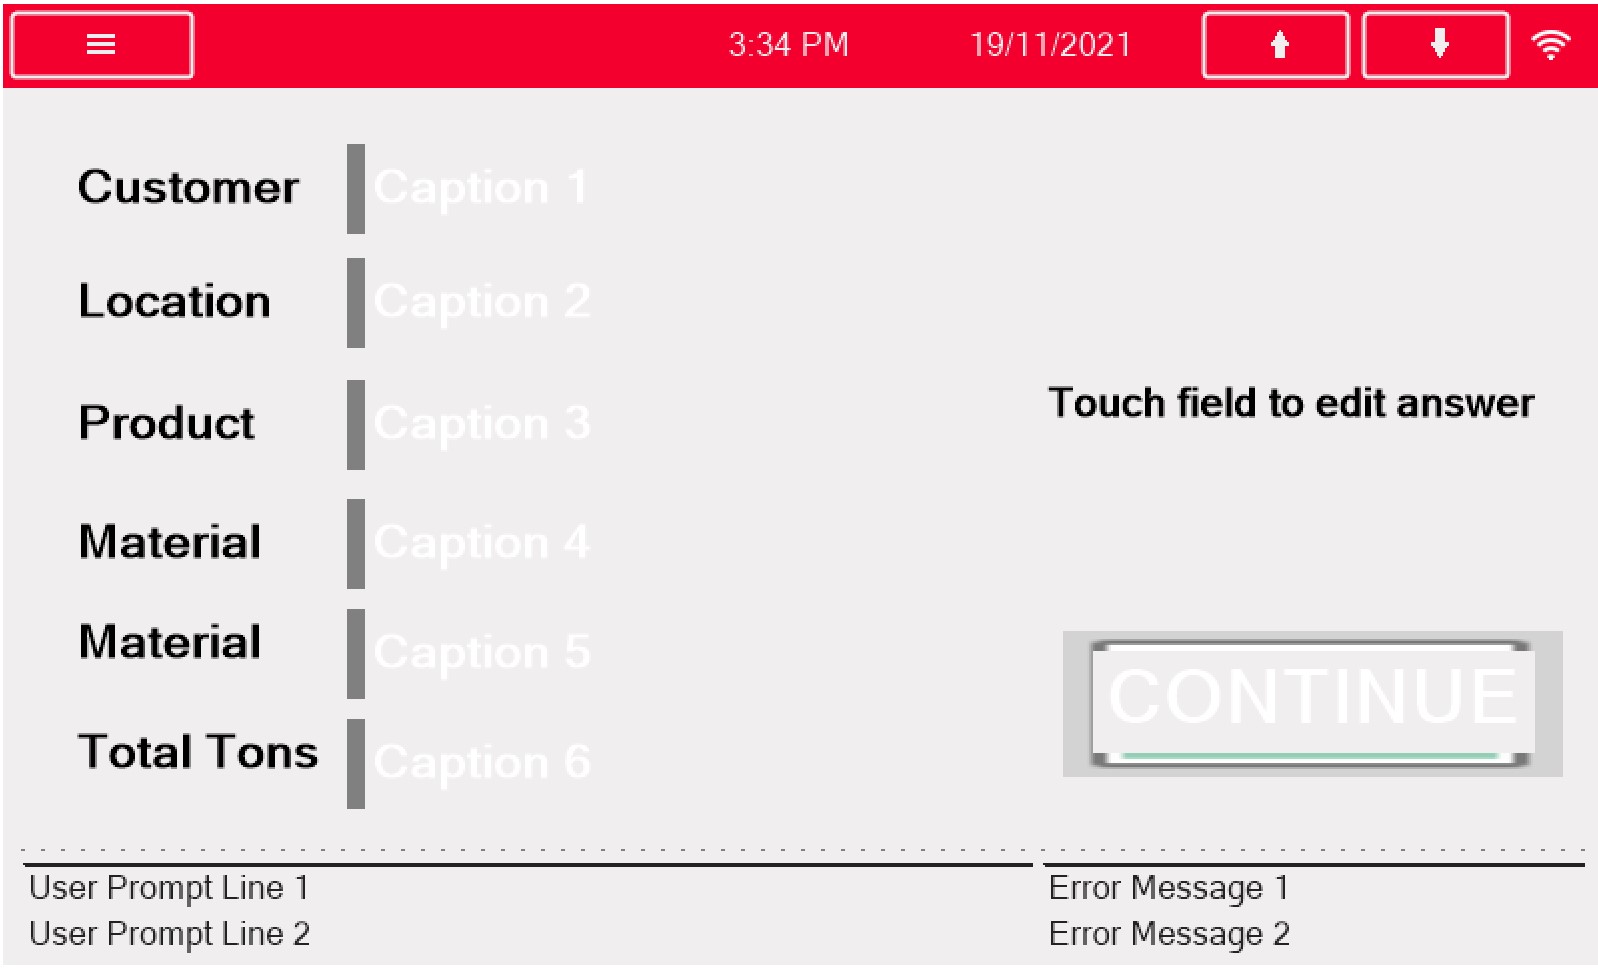 3:34 PM 19/11/2021
Customer Caption 1
Location Caption 2
Product Caption 3
Touch field to edit answer
Material Caption 4
Material Caption 5
CONTINUE
Total Tons Caption 6
User Prompt Line 1 Error Message 1
User Prompt Line 2 Error Message 2